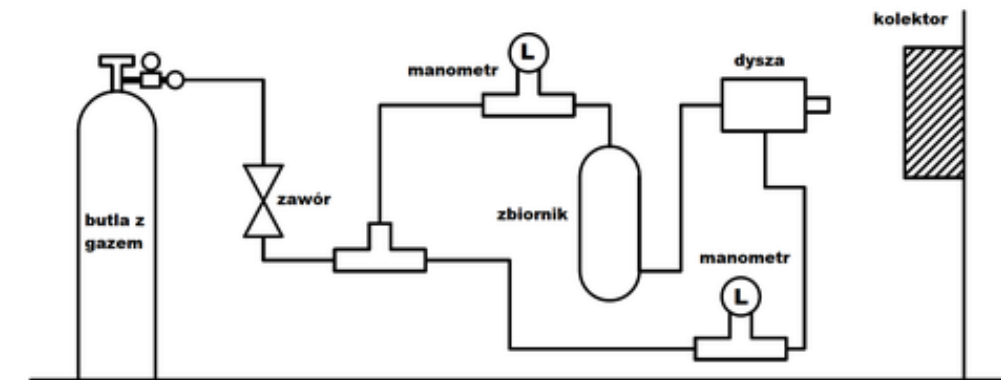 kolektor
dysza
manometr
L
zawór
zbiornik
butla z
gazem
manometr
L